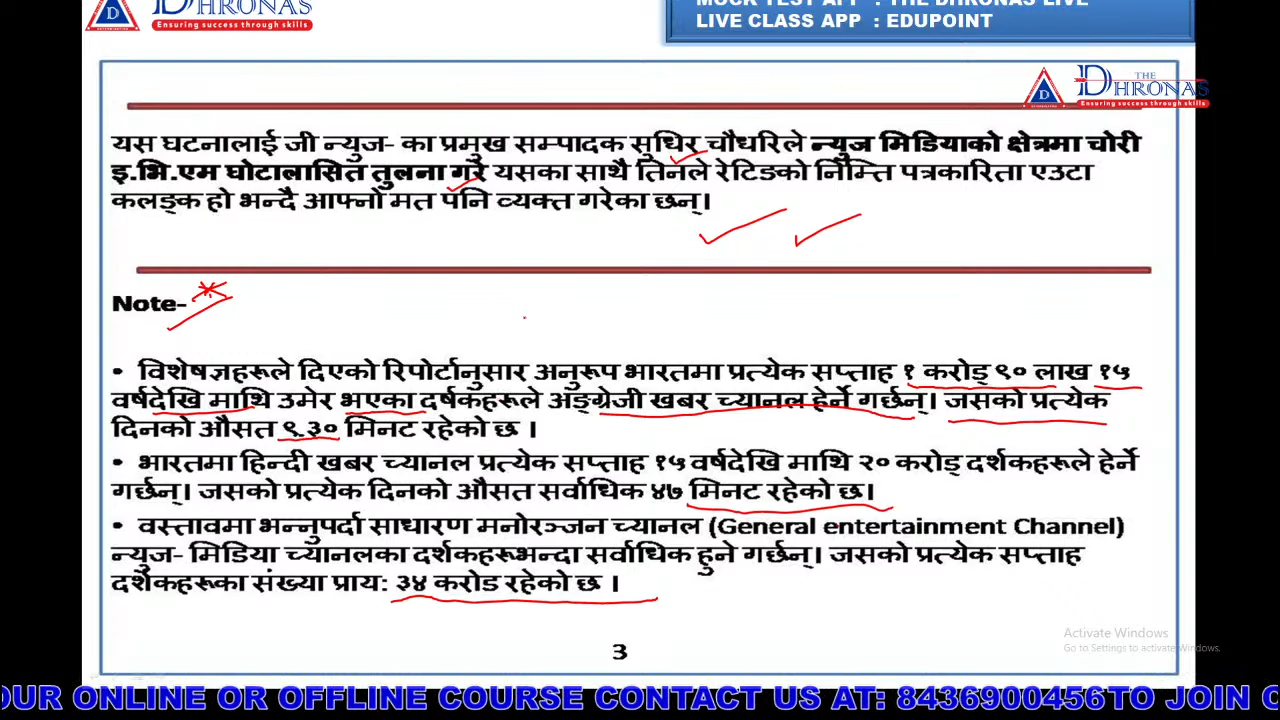 Ensuring success through skills
MOCK TEST APP : THE DHRONAS LIVE
LIVE CLASS APP : EDUPOINT
THE
DHRONAS
Ensuring success through skills
यस घटनालाई जी न्युज- का प्रमुख सम्पादक सुधिर चौधरिले न्युज मिडियाको क्षेत्रमा चोरी
इ.भि.एम घोटालासित तुलना गरे यसका साथै तिनले रेटिङको निम्ति पत्रकारिता एउटा
कलङ्क हो भन्दै आफ्नो मत पनि व्यक्त गरेका छन्।
Note-
• विशेषज्ञहरूले दिएको रिपोर्टानुसार अनुरूप भारतमा प्रत्येक सप्ताह १ करोड् ९० लाख १५
वर्षदेखि माथि उमेर भएका दर्षकहरूले अङ्ग्रेजी खबर च्यानल हेर्ने गर्छन्। जसको प्रत्येक
दिनको औसत ९.३० मिनट रहेको छ ।
• भारतमा हिन्दी खबर च्यानल प्रत्येक सप्ताह १५ वर्षदेखि माथि २० करोड् दर्शकहरूले हेर्ने
गर्छन्। जसको प्रत्येक दिनको औसत सर्वाधिक ४७ मिनट रहेको छ।
• वस्तावमा भन्नुपर्दा साधारण मनोरञ्जन च्यानल (General entertainment Channel)
न्युज- मिडिया च्यानलका दर्शकहरूभन्दा सर्वाधिक हुने गर्छन्। जसको प्रत्येक सप्ताह
दर्शकहरूका संख्या प्राय: ३४ करोड रहेको छ ।
3
Activate Windows
Go to Settings to activate Windows.
OUR ONLINE OR OFFLINE COURSE CONTACT US AT: 8436900456 TO JOIN